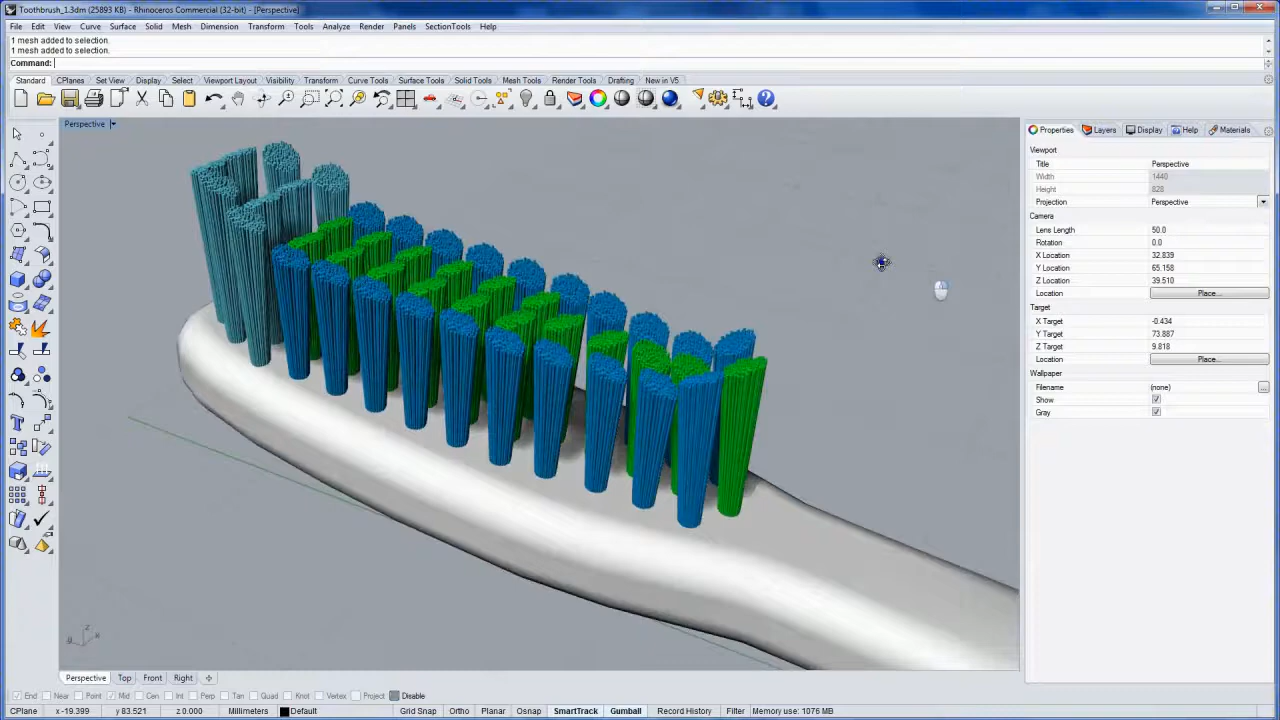 Toothbrush_1.3dm (25893 KB) - Rhinoceros Commercial (32-bit) - [Perspective]
File Edit View Curve Surface Solid Mesh Dimension Transform Tools Analyze Render Panels SectionTools Help
1 mesh added to selection.
1 mesh added to selection.
Command:
Standard CPlanes Set View Display Select Viewport Layout Visibility Transform Curve Tools Surface Tools Solid Tools Mesh Tools Render Tools Drafting New in V5
Perspective
Properties Layers Display Help Materials
Viewport
Title Perspective
Width 1440
Height 828
Projection Perspective
Camera
Lens Length 50.0
Rotation 0.0
X Location 32.839
Y Location 65.158
Z Location 39.510
Location Place...
Target
X Target -0.434
Y Target 73.887
Z Target 9.818
Location Place...
Wallpaper
Filename (none) ...
Show
Gray
z
x
Perspective Top Front Right
End Near Point Mid Cen Int Perp Tan Quad Knot Vertex Project Disable
CPlane x -19.399 y 83.521 z 0.000 Millimeters Default Grid Snap Ortho Planar Osnap SmartTrack Gumball Record History Filter Memory use: 1076 MB